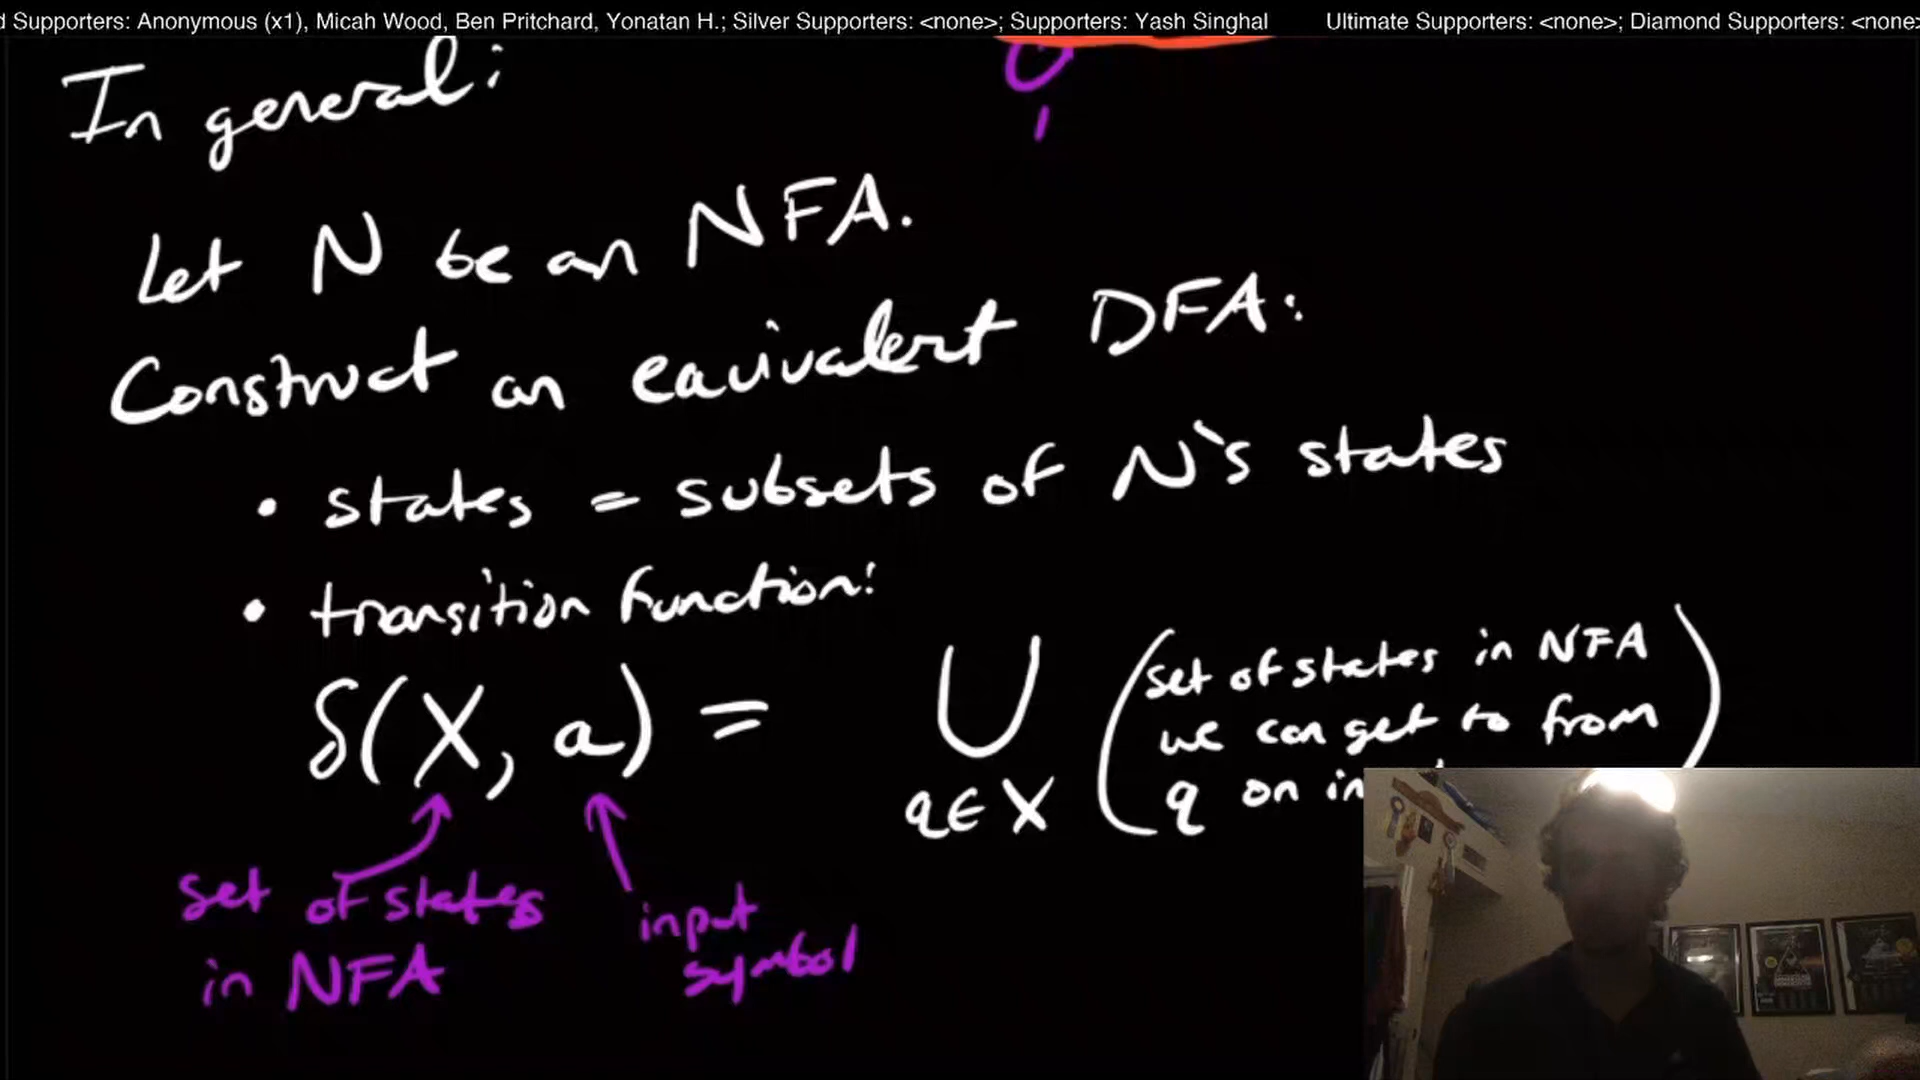 d Supporters: Anonymous (x1), Micah Wood, Ben Pritchard, Yonatan H.; Silver Supporters: <none>; Supporters: Yash Singhal Ultimate Supporters: <none>; Diamond Supporters: <none>
In general:
Let N be an NFA.
Construct an equivalent DFA:
• states = subsets of N's states
• transition function:
δ(X, a) = ⋃ (set of states in NFA
we can get to from
q∈X q on in
set of states
in NFA
input
symbol